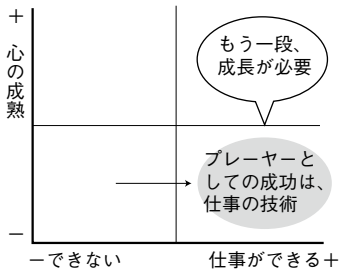 ＋
心の成熟
もう一段、
成長が必要
プレーヤーと
しての成功は、
仕事の技術
－
－できない
仕事ができる＋